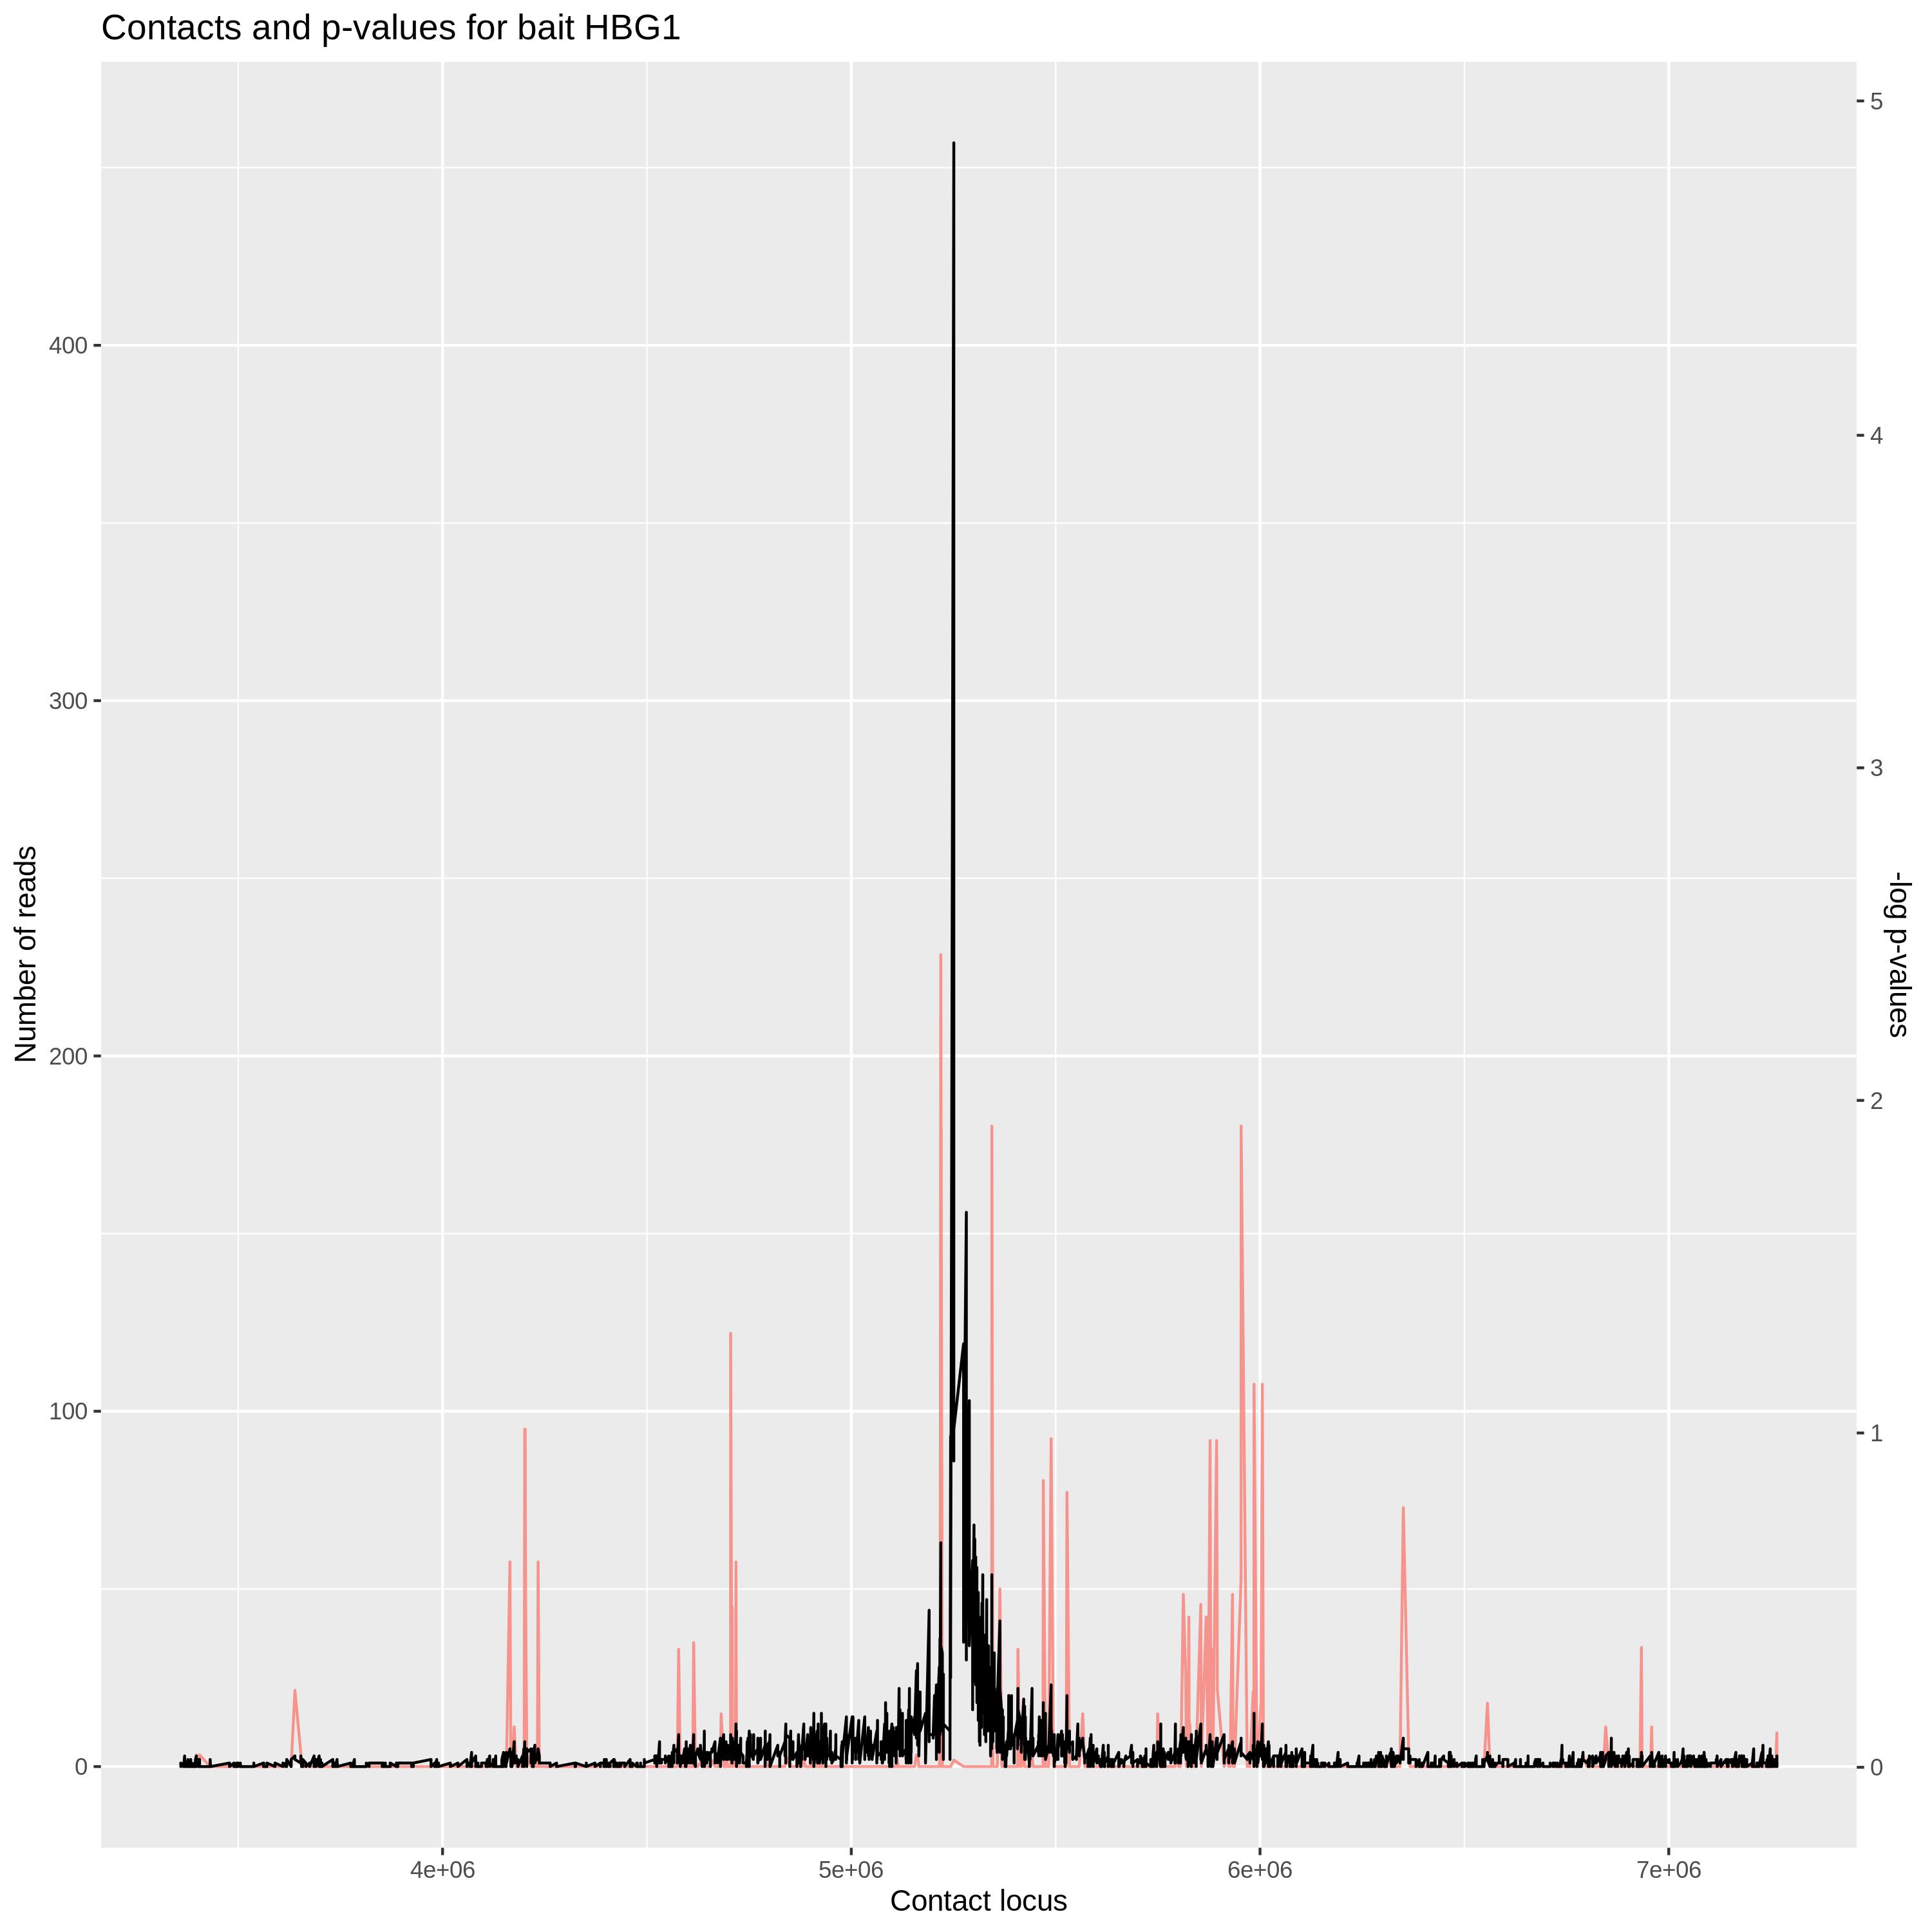 Contacts and p-values for bait HBG1
Number of reads
400
300
200
100
0
5
4
3
2
1
0
-log p-values
4e+06
5e+06
6e+06
7e+06
Contact locus